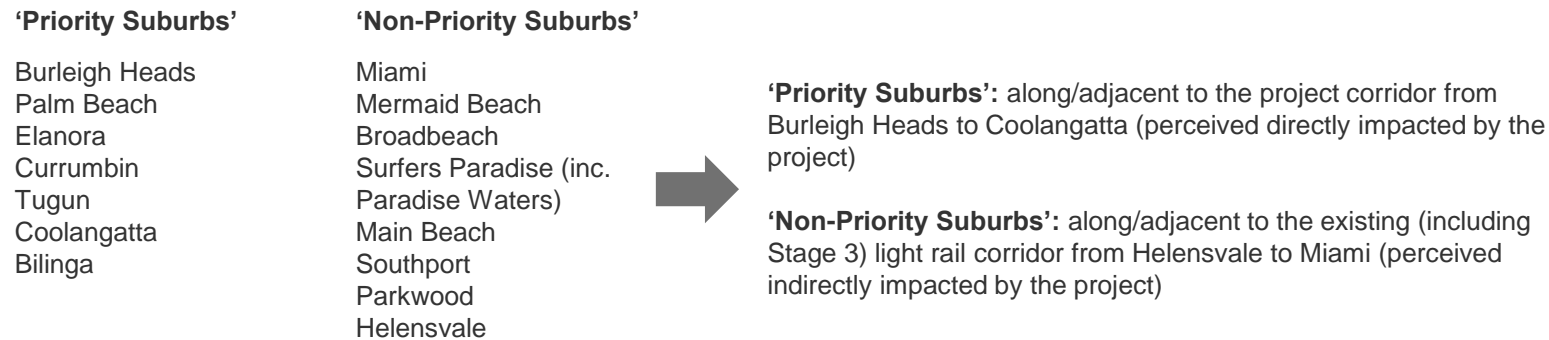 ‘Priority Suburbs’
Burleigh Heads
Palm Beach
Elanora
Currumbin
Tugun
Coolangatta
Bilinga
‘Non-Priority Suburbs’
Miami
Mermaid Beach
Broadbeach
Surfers Paradise (inc.
Paradise Waters)
Main Beach
Southport
Parkwood
Helensvale
‘Priority Suburbs’: along/adjacent to the project corridor from
Burleigh Heads to Coolangatta (perceived directly impacted by the
project)
‘Non-Priority Suburbs’: along/adjacent to the existing (including
Stage 3) light rail corridor from Helensvale to Miami (perceived
indirectly impacted by the project)